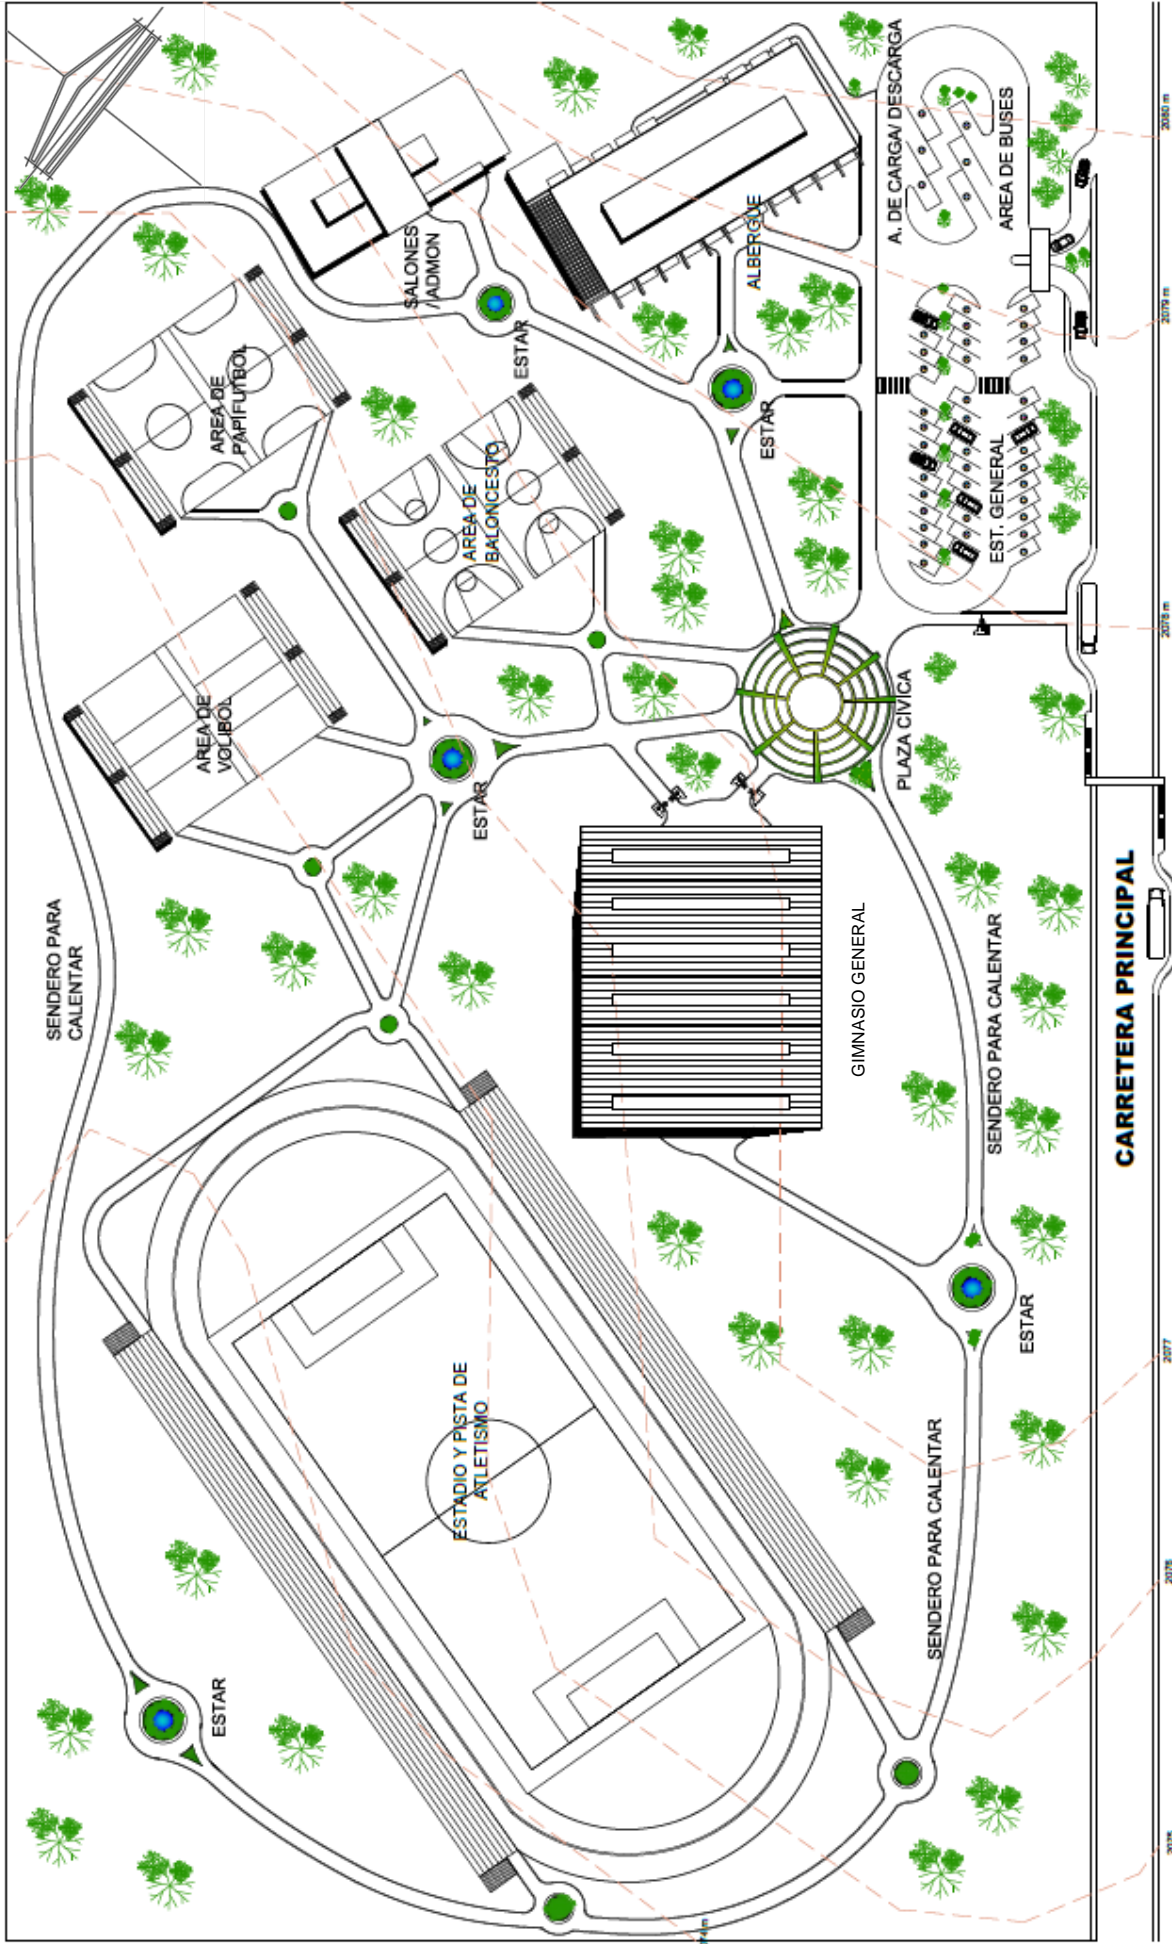 A. DE CARGA/ DESCARGA
AREA DE BUSES
2080 m
SALONES
/ ADMON
ALBERGUE
2079 m
ESTAR
AREA DE
PAPIFUTBOL
ESTAR
AREA DE
BALONCESTO
EST. GENERAL
2078 m
AREA DE
VOLIBOL
ESTAR
PLAZA CIVICA
SENDERO PARA
CALENTAR
GIMNASIO GENERAL
SENDERO PARA CALENTAR
CARRETERA PRINCIPAL
ESTAR
2077
ESTADIO Y PISTA DE
ATLETISMO
SENDERO PARA CALENTAR
2076
ESTAR
2075